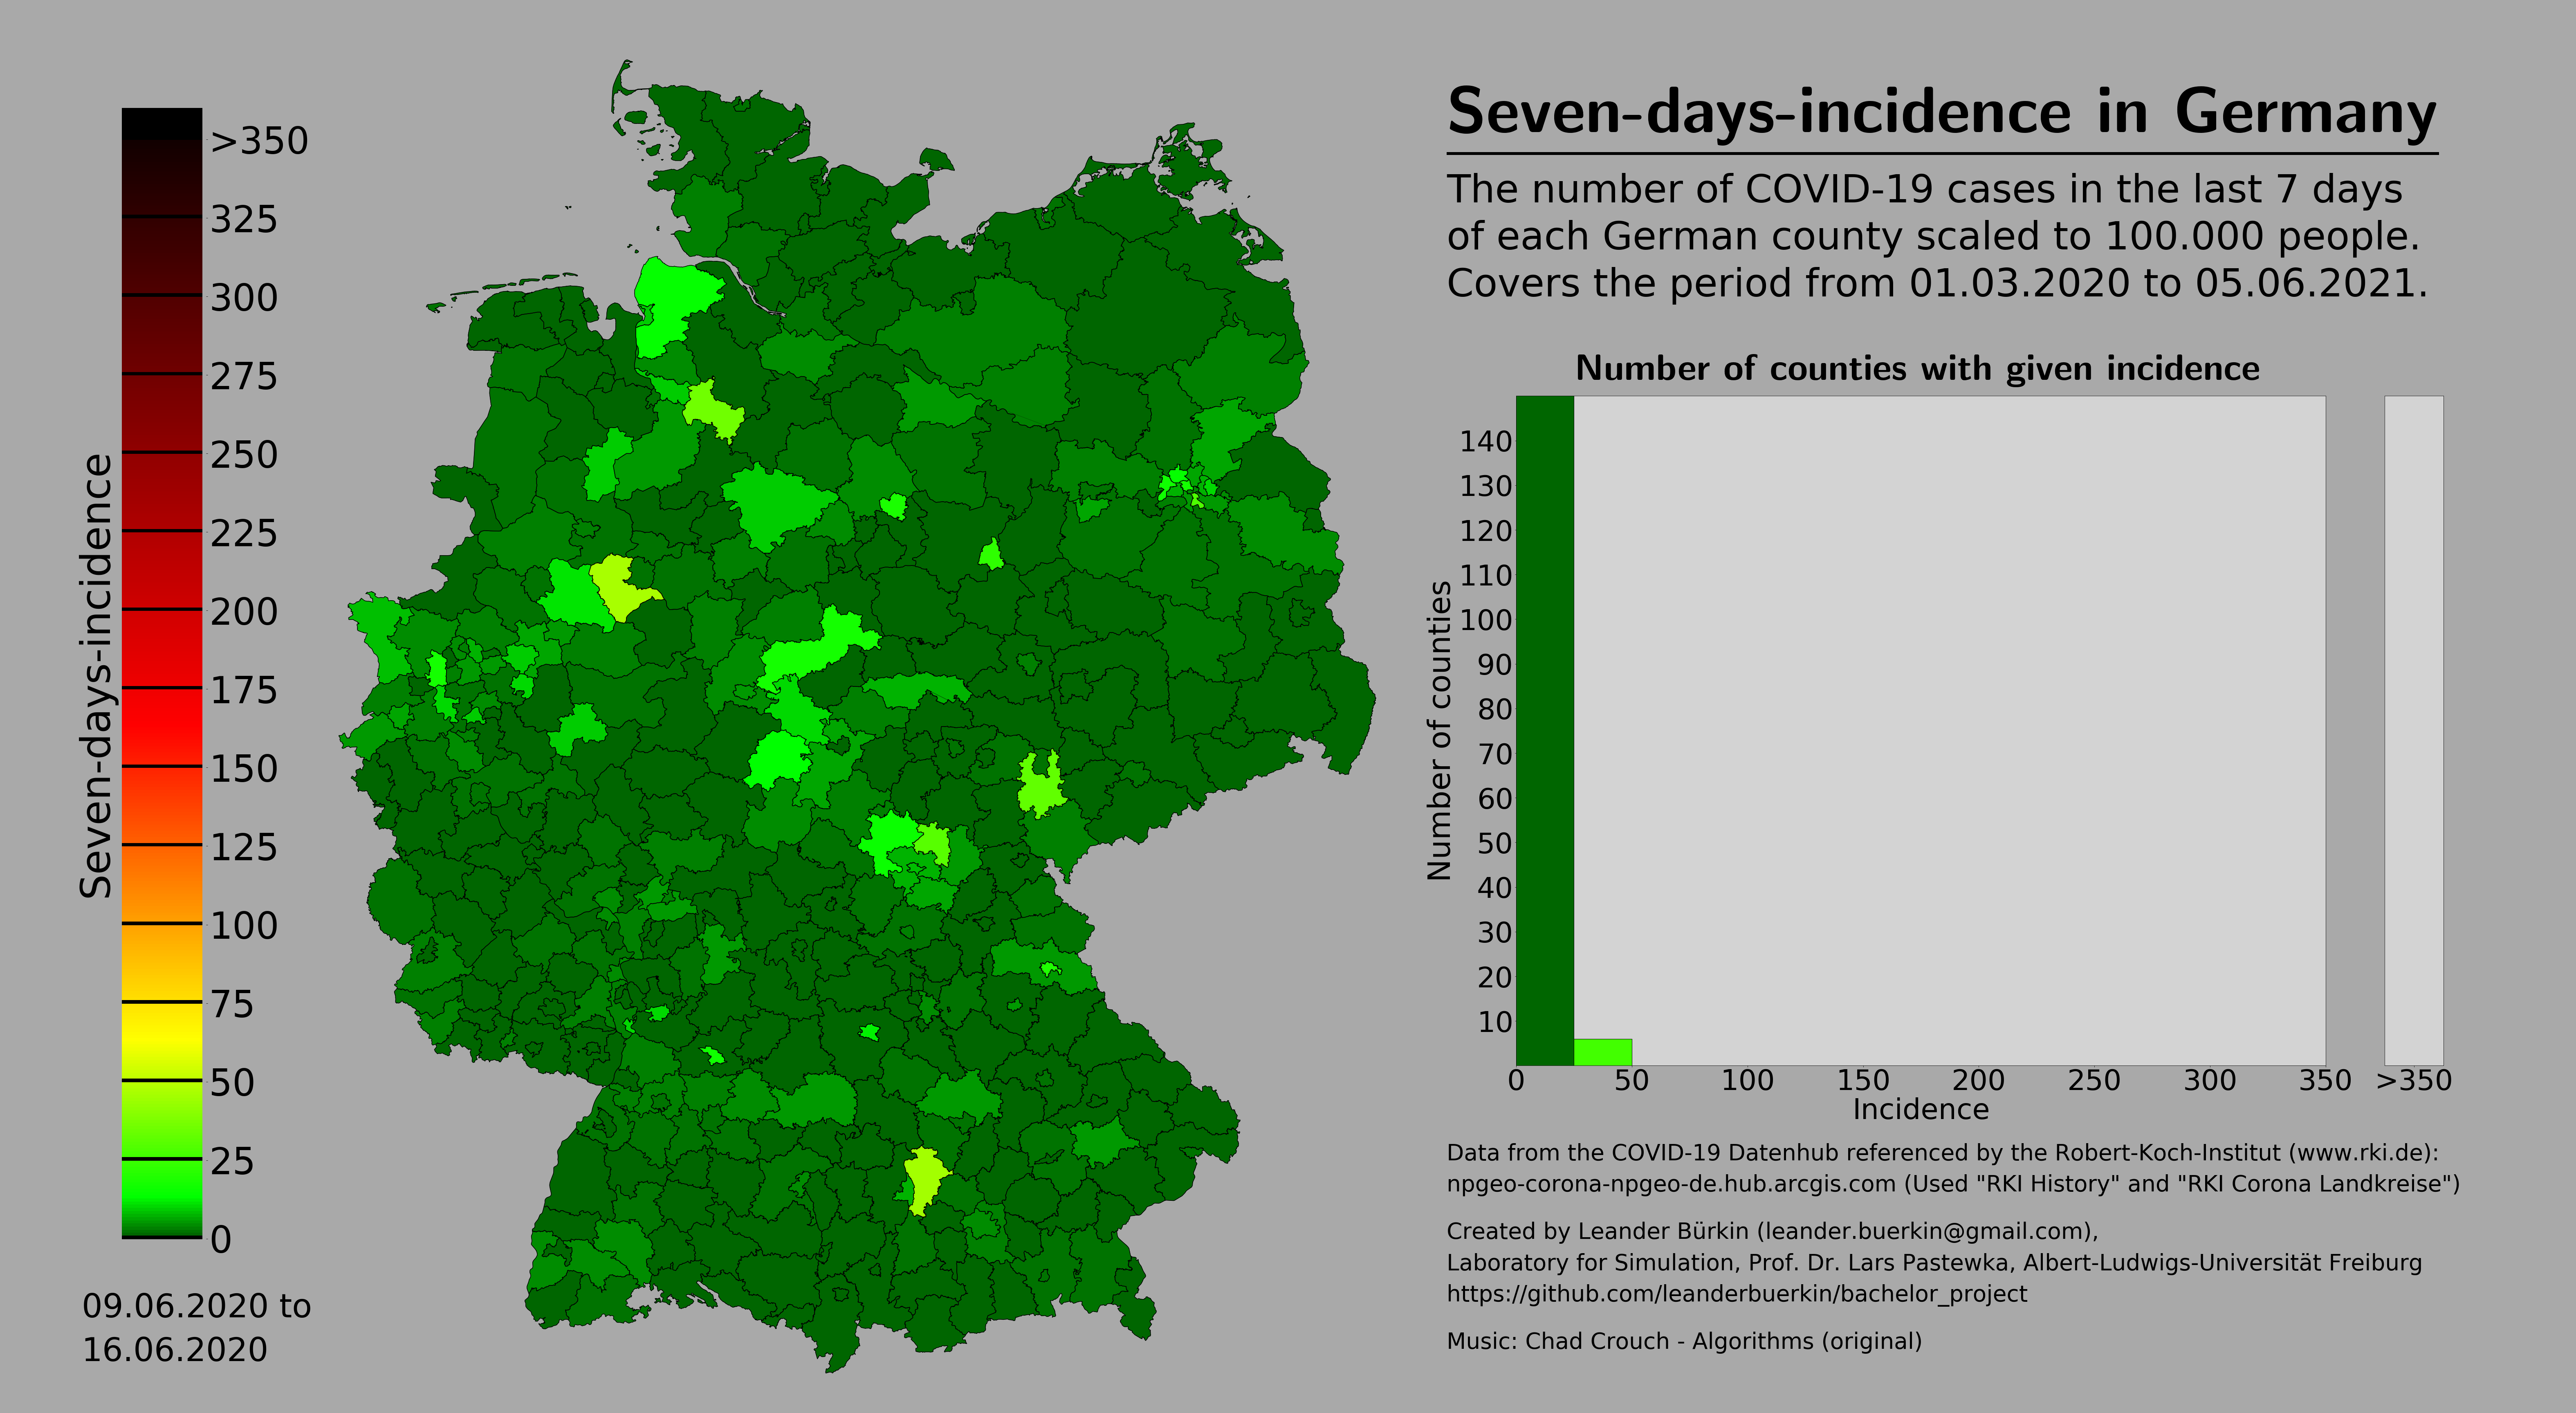 Seven-days-incidence in Germany
The number of COVID-19 cases in the last 7 days
of each German county scaled to 100.000 people.
Covers the period from 01.03.2020 to 05.06.2021.
Seven-days-incidence
>350
325
300
275
250
225
200
175
150
125
100
75
50
25
0
09.06.2020 to
16.06.2020
Number of counties with given incidence
Number of counties
140
130
120
110
100
90
80
70
60
50
40
30
20
10
0 50 100 150 200 250 300 350 >350
Incidence
Data from the COVID-19 Datenhub referenced by the Robert-Koch-Institut (www.rki.de):
npgeo-corona-npgeo-de.hub.arcgis.com (Used "RKI History" and "RKI Corona Landkreise")
Created by Leander Bürkin (leander.buerkin@gmail.com),
Laboratory for Simulation, Prof. Dr. Lars Pastewka, Albert-Ludwigs-Universität Freiburg
https://github.com/leanderbuerkin/bachelor_project
Music: Chad Crouch - Algorithms (original)